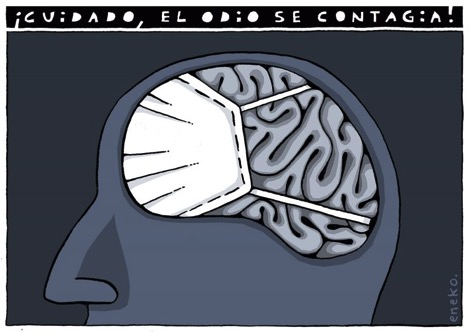 ¡CUIDADO, EL ODIO SE CONTAGIA!
eneko.